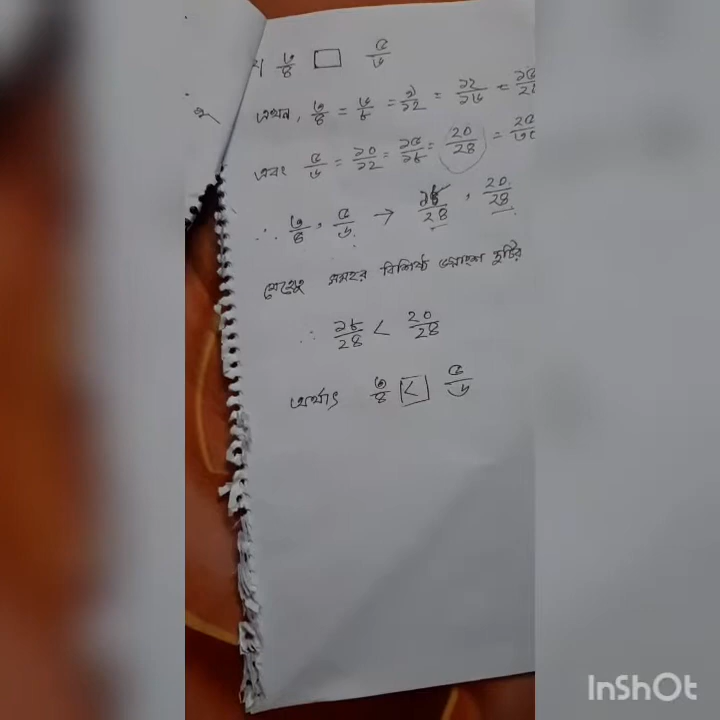 ৩/৪ □ ৫/৬
এখন, ৩/৪ = ৬/৮ = ৯/১২ = ১২/১৬ = ১৫/২০
এবং ৫/৬ = ১০/১২ = ১৫/১৮ = ২০/২৪ = ২৫/৩০
∴ ৩/৪, ৫/৬ → ১৮/২৪, ২০/২৪
যেহেতু সমহর বিশিষ্ট ভগ্নাংশ দুটির
∴ ১৮/২৪ < ২০/২৪
অর্থাৎ ৩/৪ < ৫/৬
InShOt